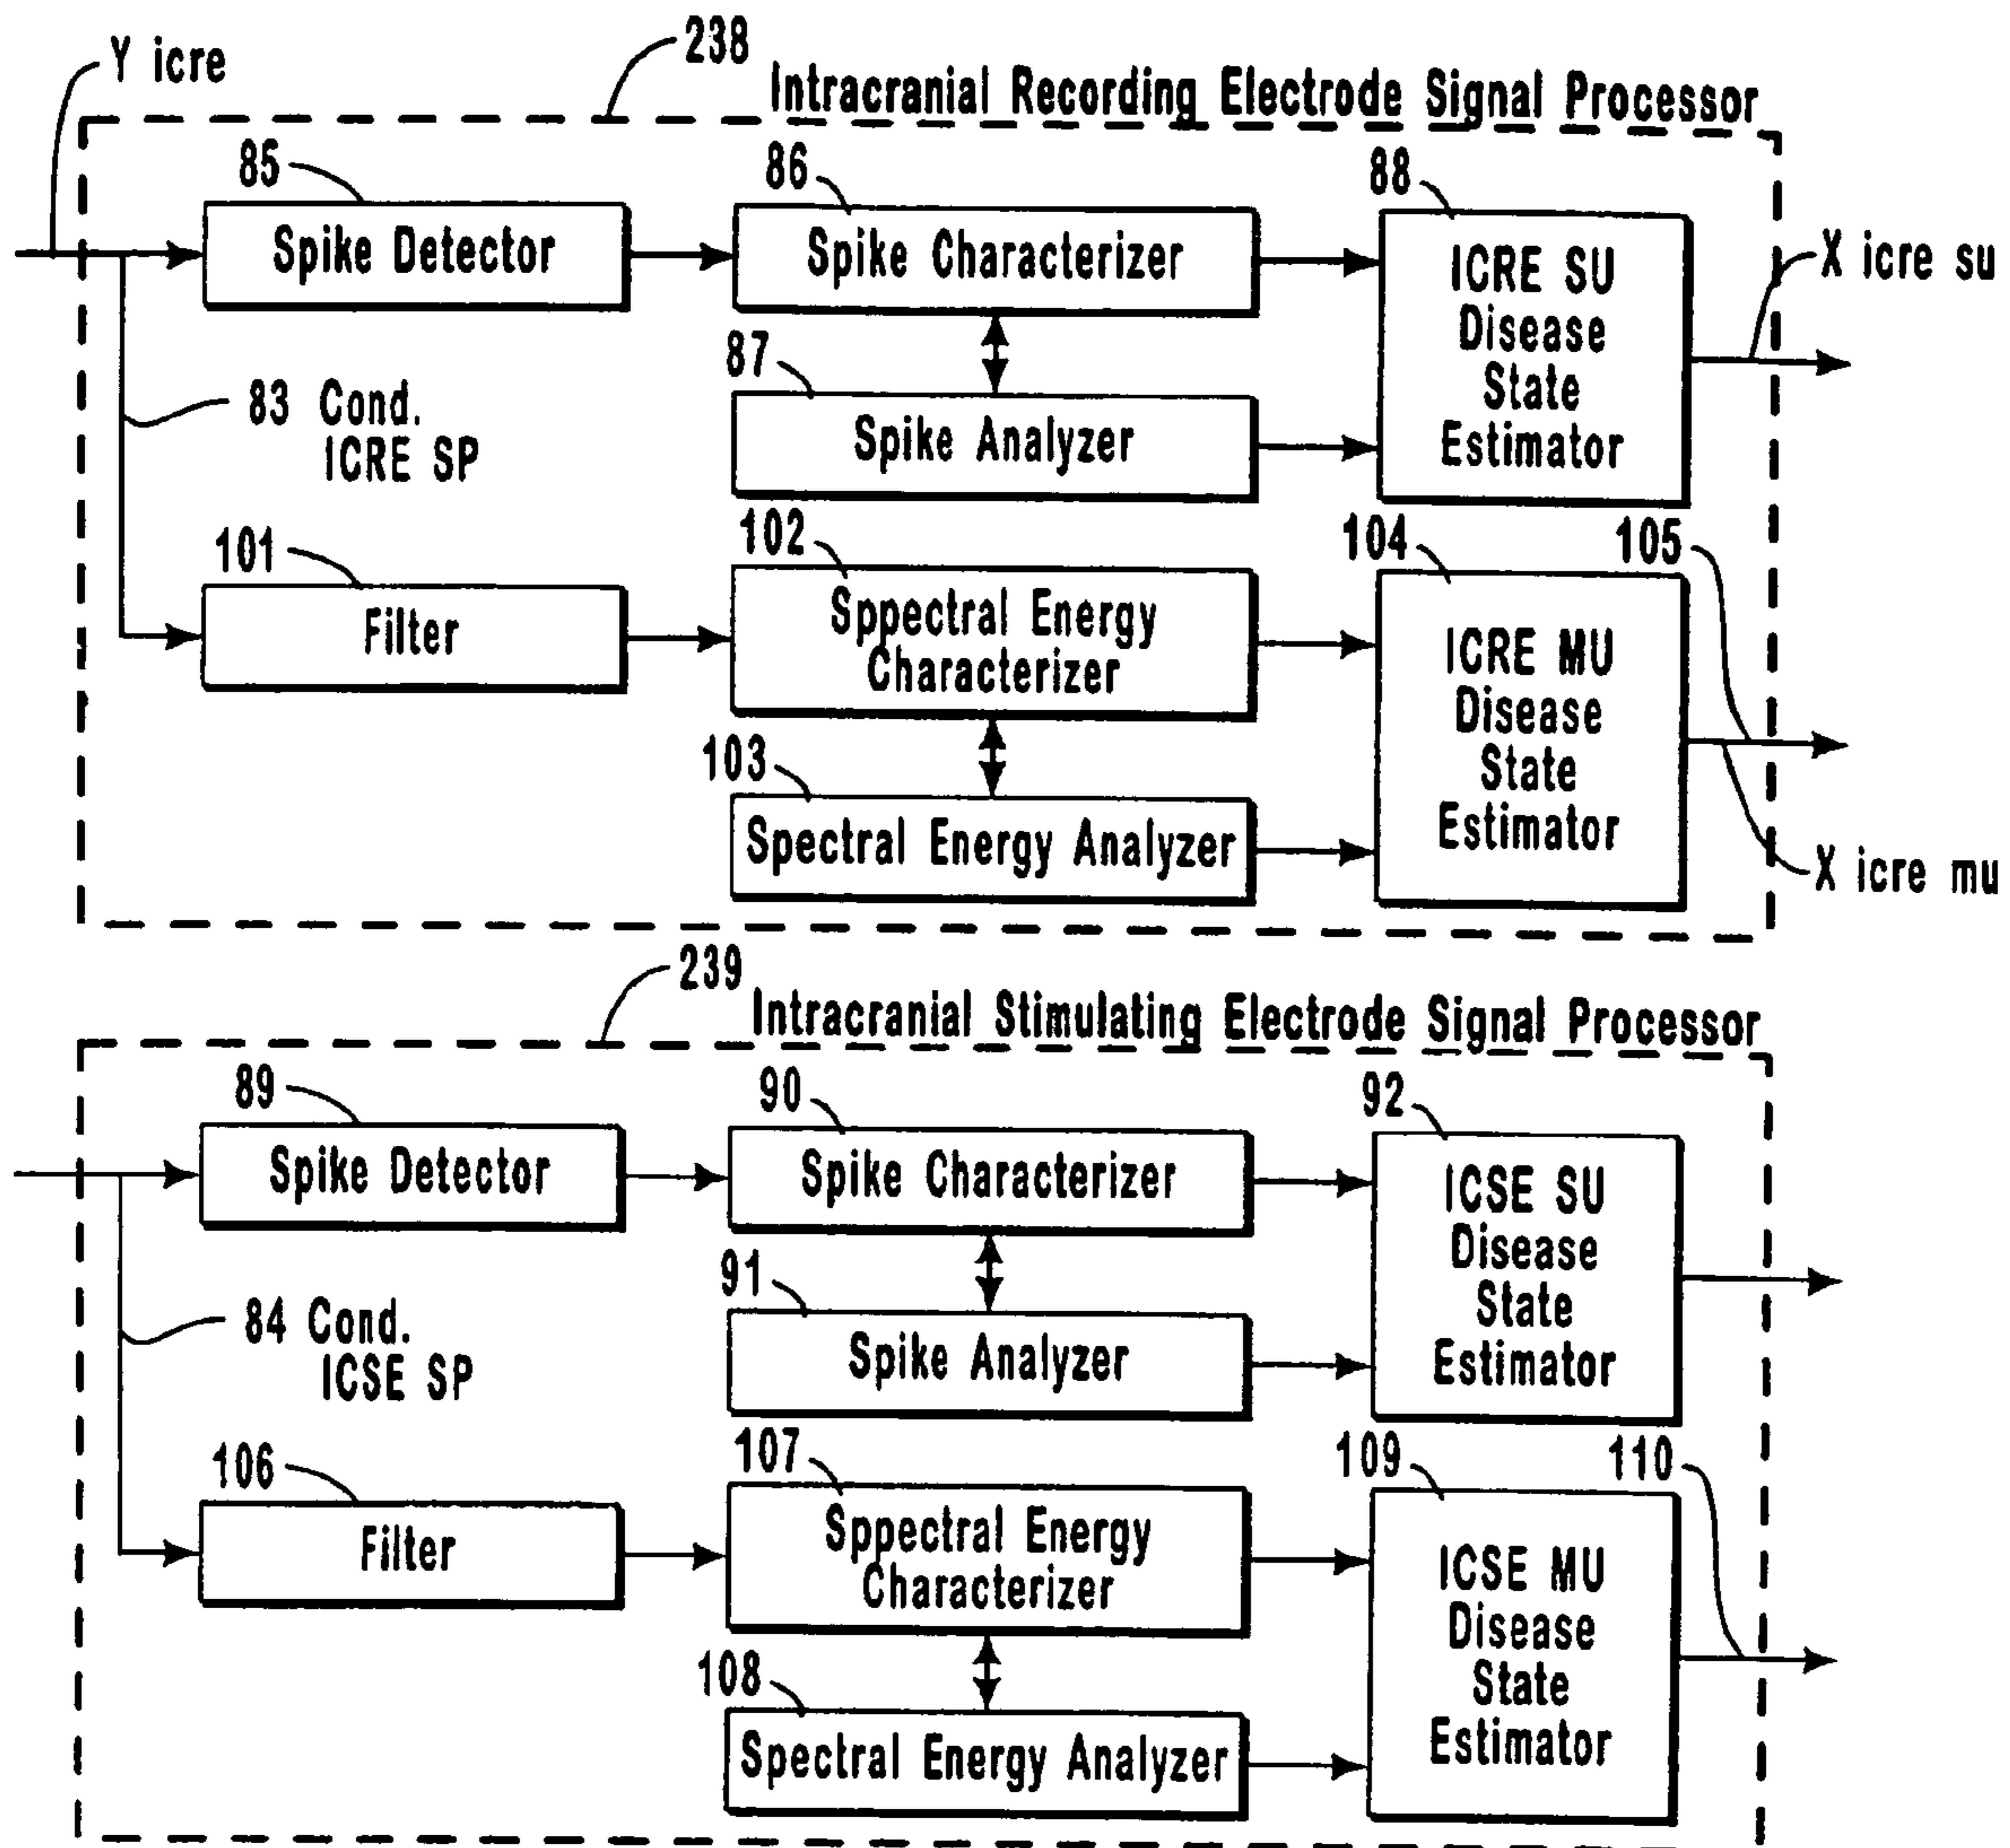 Y icre
238
Intracranial Recording Electrode Signal Processor
85
86
88
Spike Detector
Spike Characterizer
ICRE SU
Disease
State
Estimator
X icre su
87
Spike Analyzer
83 Cond.
ICRE SP
101
102
104
105
Filter
Sppectral Energy
Characterizer
ICRE MU
Disease
State
Estimator
103
Spectral Energy Analyzer
X icre mu
239
Intracranial Stimulating Electrode Signal Processor
89
90
92
Spike Detector
Spike Characterizer
ICSE SU
Disease
State
Estimator
91
Spike Analyzer
84 Cond.
ICSE SP
106
107
109
110
Filter
Sppectral Energy
Characterizer
ICSE MU
Disease
State
Estimator
108
Spectral Energy Analyzer